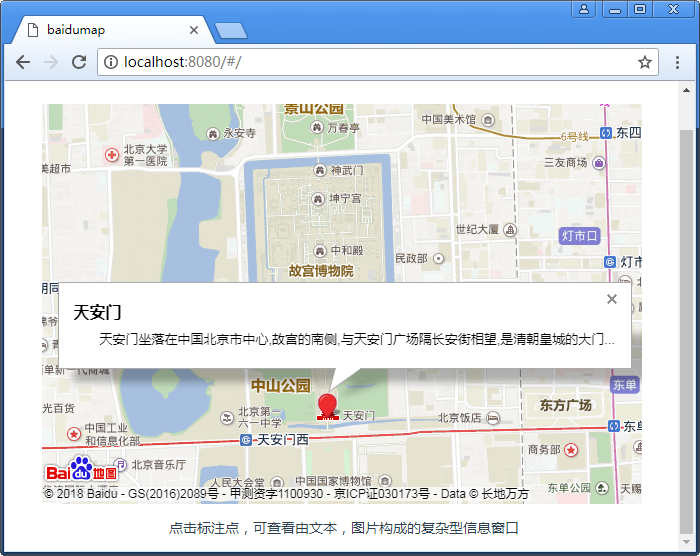 baidumap
localhost:8080/#/
景山公园
中国美术馆
永安寺
万春亭
6号线
东四
北京大学
第一医院
三友商场
美超市
神武门
坤宁宫
世纪大厦
灯市口
中和殿
民政部
灯市
故宫博物院
天安门
天安门坐落在中国北京市中心,故宫的南侧,与天安门广场隔长安街相望,是清朝皇城的大门...
单新一代商城
中山公园
东单
光百货
北京第一
六一中学
天安门
北京饭店
东方广场
中国工业
和信息化部
天安门西
东单
商务部
Baidu地图
北京音乐厅
人民大会堂
中国国家博物馆
东单公园
天赐
© 2018 Baidu - GS(2016)2089号 - 甲测资字1100930 - 京ICP证030173号 - Data © 长地万方
点击标注点，可查看由文本，图片构成的复杂型信息窗口